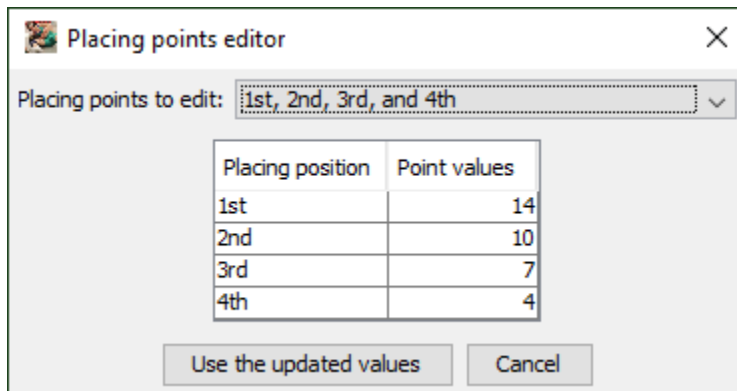 Placing points editor
Placing points to edit: 1st, 2nd, 3rd, and 4th
Placing position Point values
1st 14
2nd 10
3rd 7
4th 4
Use the updated values Cancel